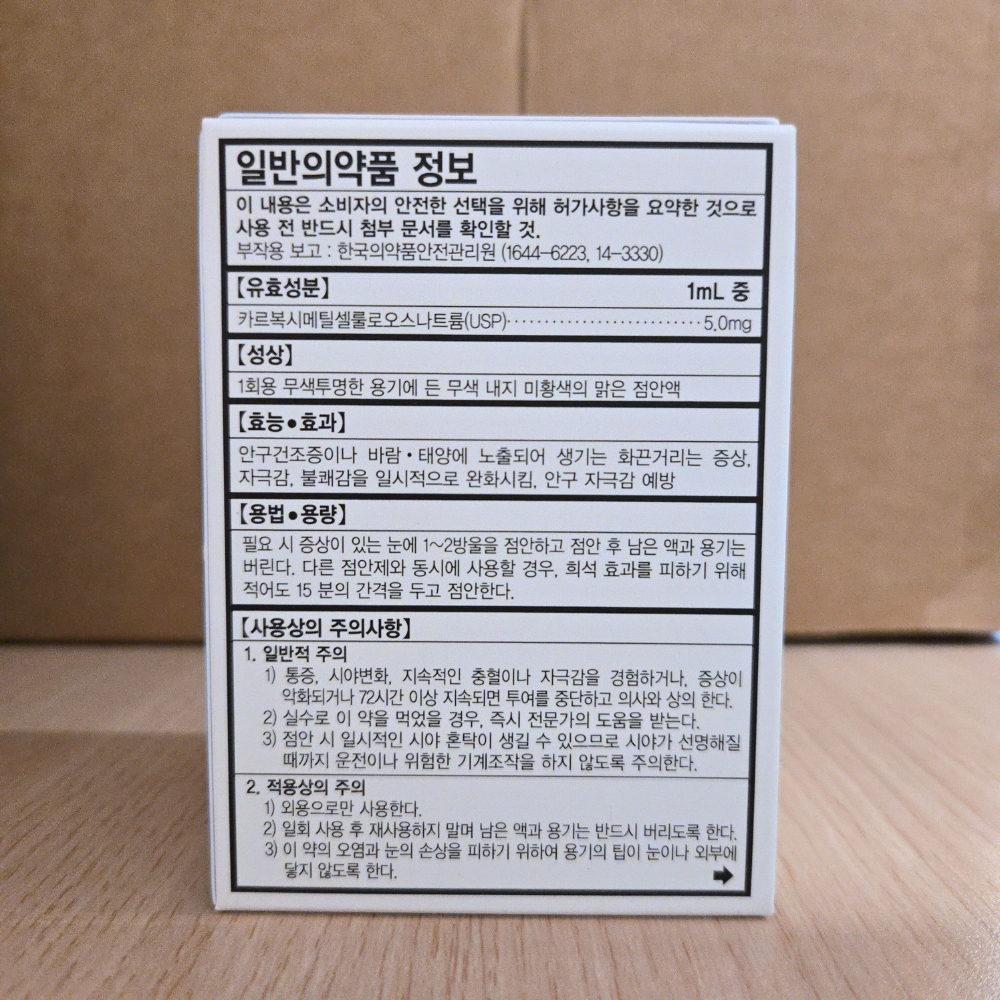 일반의약품 정보
이 내용은 소비자의 안전한 선택을 위해 허가사항을 요약한 것으로
사용 전 반드시 첨부 문서를 확인할 것.
부작용 보고 : 한국의약품안전관리원 (1644-6223, 14-3330)
【유효성분】 1mL 중
카르복시메틸셀룰로오스나트륨(USP)··························5.0mg
【성상】
1회용 무색투명한 용기에 든 무색 내지 미황색의 맑은 점안액
【효능•효과】
안구건조증이나 바람•태양에 노출되어 생기는 화끈거리는 증상,
자극감, 불쾌감을 일시적으로 완화시킴, 안구 자극감 예방
【용법•용량】
필요 시 증상이 있는 눈에 1~2방울을 점안하고 점안 후 남은 액과 용기는
버린다. 다른 점안제와 동시에 사용할 경우, 희석 효과를 피하기 위해
적어도 15 분의 간격을 두고 점안한다.
【사용상의 주의사항】
1. 일반적 주의
1) 통증, 시야변화, 지속적인 충혈이나 자극감을 경험하거나, 증상이
악화되거나 72시간 이상 지속되면 투여를 중단하고 의사와 상의 한다.
2) 실수로 이 약을 먹었을 경우, 즉시 전문가의 도움을 받는다.
3) 점안 시 일시적인 시야 혼탁이 생길 수 있으므로 시야가 선명해질
때까지 운전이나 위험한 기계조작을 하지 않도록 주의한다.
2. 적용상의 주의
1) 외용으로만 사용한다.
2) 일회 사용 후 재사용하지 말며 남은 액과 용기는 반드시 버리도록 한다.
3) 이 약의 오염과 눈의 손상을 피하기 위하여 용기의 팁이 눈이나 외부에
닿지 않도록 한다.